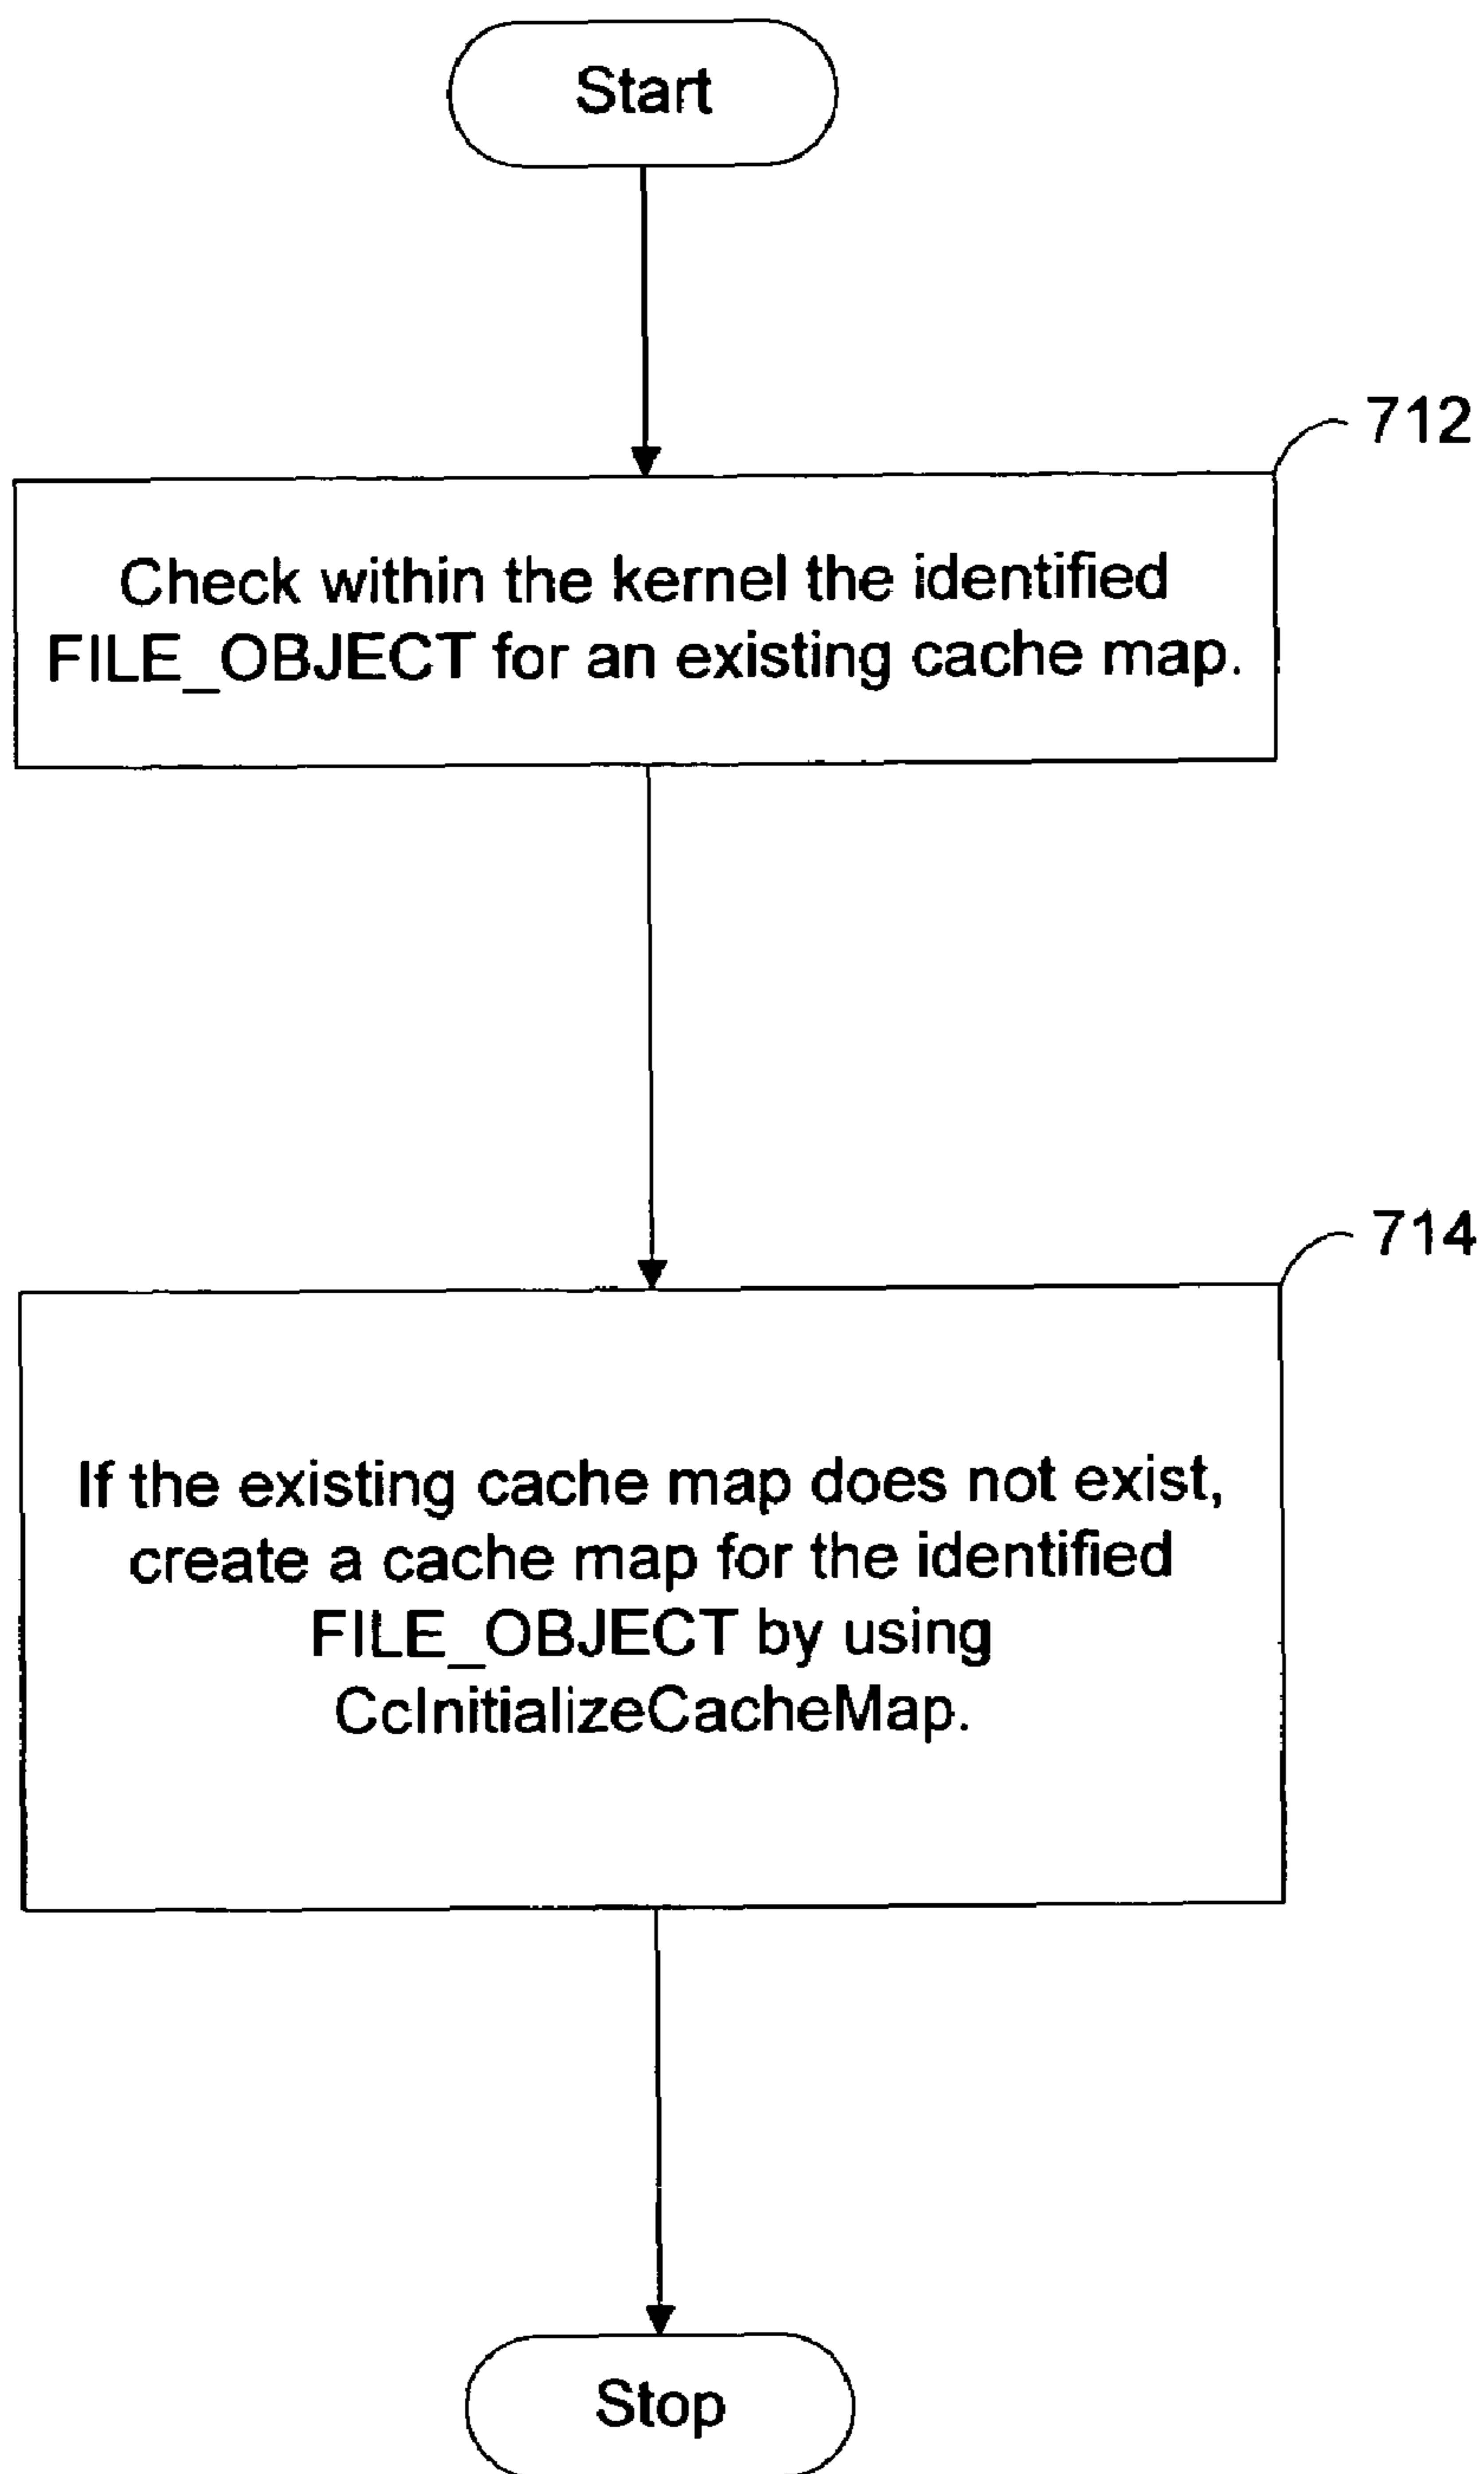 Start
712
Check within the kernel the identified
FILE_OBJECT for an existing cache map.
714
If the existing cache map does not exist,
create a cache map for the identified
FILE_OBJECT by using
CcInitializeCacheMap.
Stop